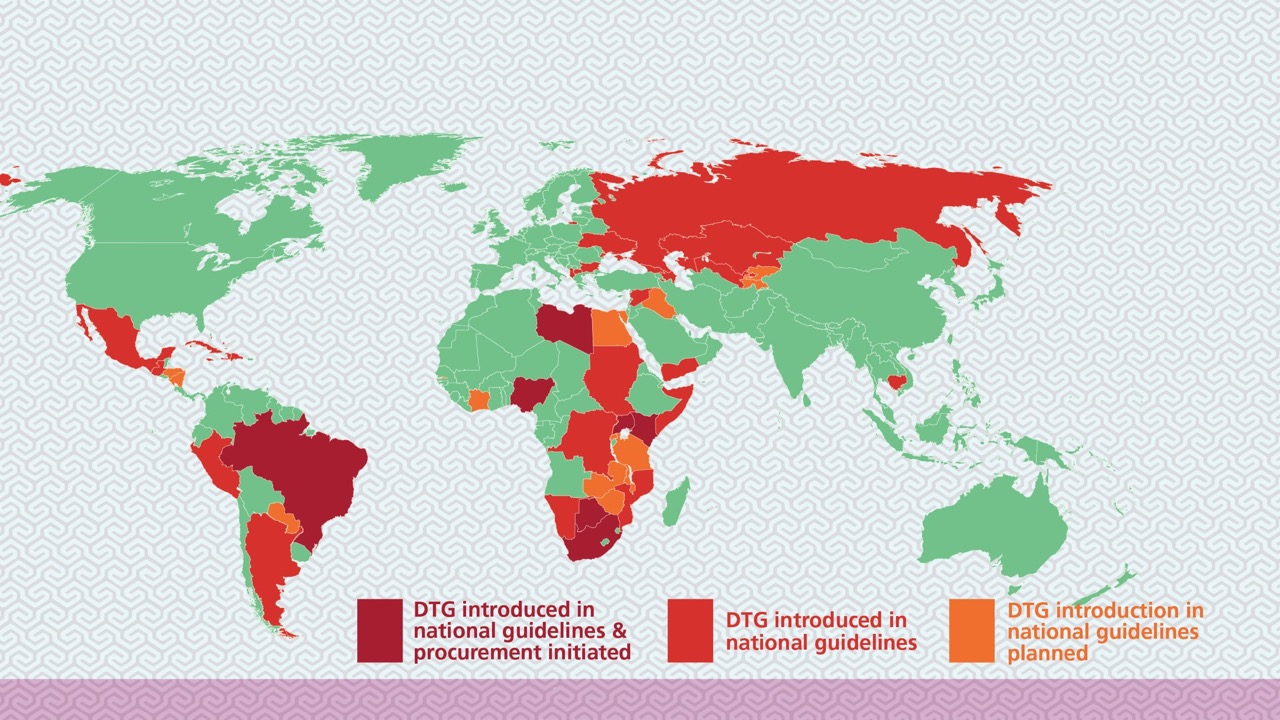 DTG introduced in
national guidelines &
procurement initiated
DTG introduced in
national guidelines
DTG introduction in
national guidelines
planned